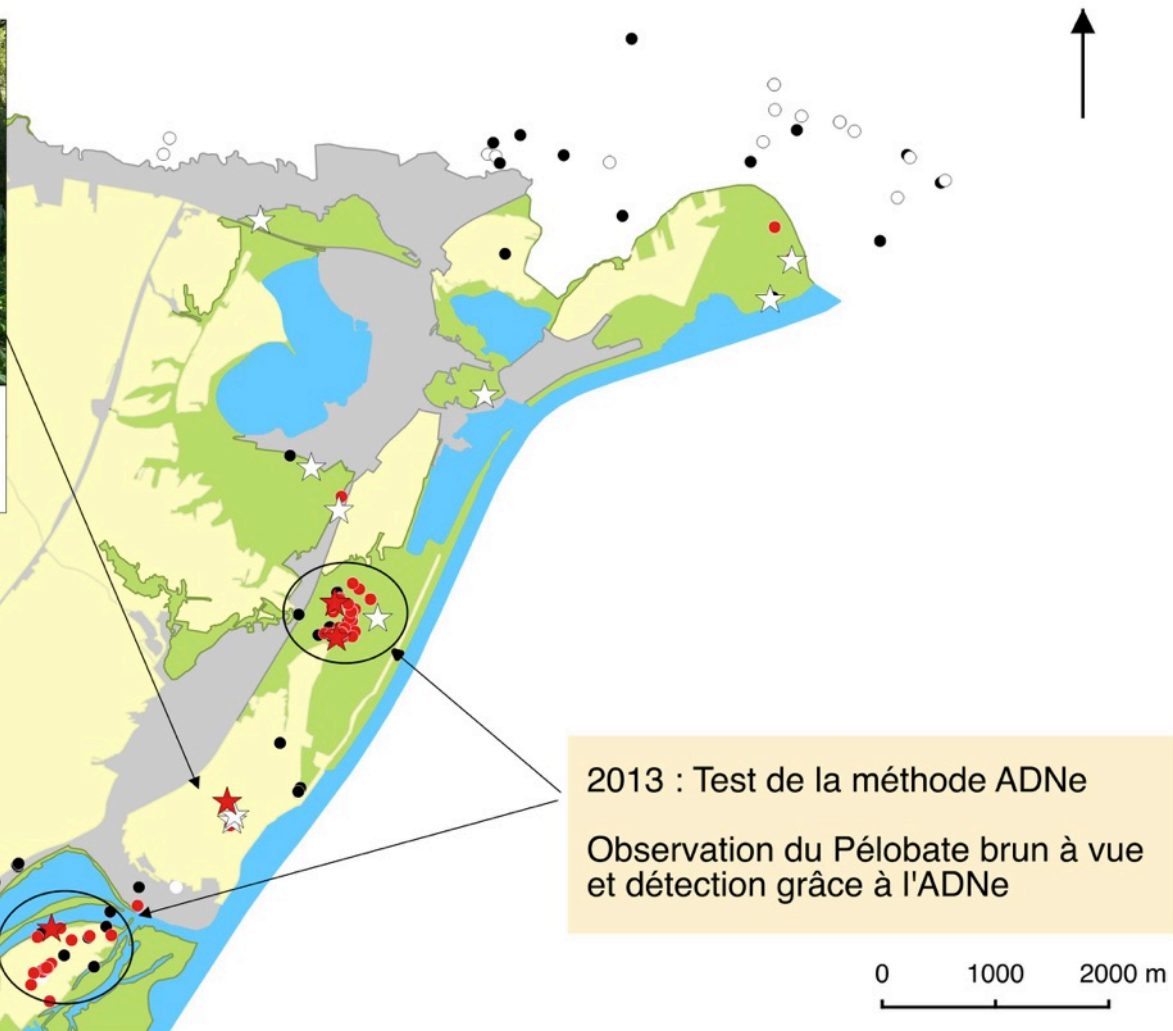 2013 : Test de la méthode ADNe
Observation du Pélobate brun à vue
et détection grâce à l'ADNe
0 1000 2000 m